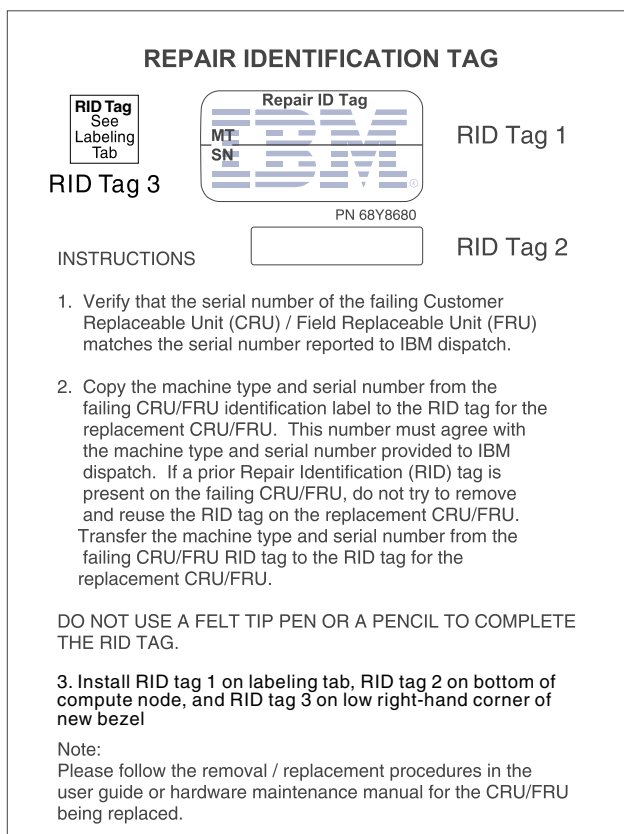 REPAIR IDENTIFICATION TAG
RID Tag
See
Labeling
Tab
RID Tag 3
Repair ID Tag
MT
SN
IBM
®
RID Tag 1
PN 68Y8680
RID Tag 2
INSTRUCTIONS
1. Verify that the serial number of the failing Customer
Replaceable Unit (CRU) / Field Replaceable Unit (FRU)
matches the serial number reported to IBM dispatch.
2. Copy the machine type and serial number from the
failing CRU/FRU identification label to the RID tag for the
replacement CRU/FRU. This number must agree with
the machine type and serial number provided to IBM
dispatch. If a prior Repair Identification (RID) tag is
present on the failing CRU/FRU, do not try to remove
and reuse the RID tag on the replacement CRU/FRU.
Transfer the machine type and serial number from the
failing CRU/FRU RID tag to the RID tag for the
replacement CRU/FRU.
DO NOT USE A FELT TIP PEN OR A PENCIL TO COMPLETE
THE RID TAG.
3. Install RID tag 1 on labeling tab, RID tag 2 on bottom of
compute node, and RID tag 3 on low right-hand corner of
new bezel
Note:
Please follow the removal / replacement procedures in the
user guide or hardware maintenance manual for the CRU/FRU
being replaced.